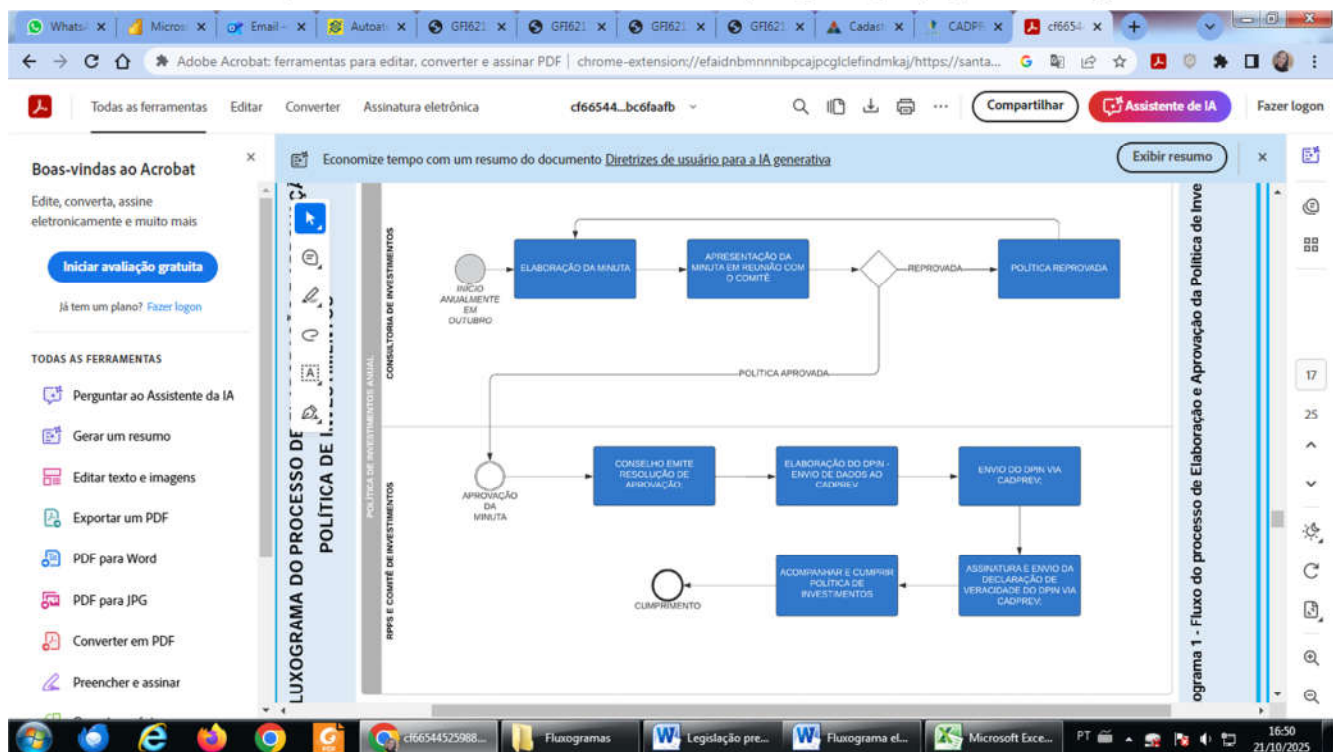 Whats
Micros
Email –
Autoat
GFI621
GFI621
GFI621
GFI621
Cadast
CADPR
cf6654
Adobe Acrobat: ferramentas para editar, converter e assinar PDF | chrome-extension://efaidnbmnnnibpcajpcglclefindmkaj/https://santa...
Todas as ferramentas
Editar
Converter
Assinatura eletrônica
cf66544...bc6faafb
Compartilhar
Assistente de IA
Fazer logon
Boas-vindas ao Acrobat
Edite, converta, assine
eletronicamente e muito mais
Iniciar avaliação gratuita
Já tem um plano? Fazer logon
TODAS AS FERRAMENTAS
Perguntar ao Assistente da IA
Gerar um resumo
Editar texto e imagens
Exportar um PDF
PDF para Word
PDF para JPG
Converter em PDF
Preencher e assinar
Economize tempo com um resumo do documento Diretrizes de usuário para a IA generativa
Exibir resumo
LUXOGRAMA DO PROCESSO DE
POLÍTICA DE INVESTIMENTOS
POLÍTICA DE INVESTIMENTOS ANUAL
CONSULTORIA DE INVESTIMENTOS
INÍCIO
ANUALMENTE
EM
OUTUBRO
ELABORAÇÃO DA MINUTA
APRESENTAÇÃO DA
MINUTA EM REUNIÃO COM
O COMITÊ
REPROVADA
POLÍTICA REPROVADA
POLÍTICA APROVADA
RPPS E COMITÊ DE INVESTIMENTOS
APROVAÇÃO
DA
MINUTA
CONSELHO EMITE
RESOLUÇÃO DE
APROVAÇÃO;
ELABORAÇÃO DO DPIN -
ENVIO DE DADOS AO
CADPREV
ENVIO DO DPIN VIA
CADPREV;
ASSINATURA E ENVIO DA
DECLARAÇÃO DE
VERACIDADE DO DPIN VIA
CADPREV;
ACOMPANHAR E CUMPRIR
POLÍTICA DE
INVESTIMENTOS
CUMPRIMENTO
ograma 1 - Fluxo do processo de Elaboração e Aprovação da Política de Inve
17
25
cf66544525988...
Fluxogramas
Legislação pre...
Fluxograma el...
Microsoft Exce...
PT
16:50
21/10/2025